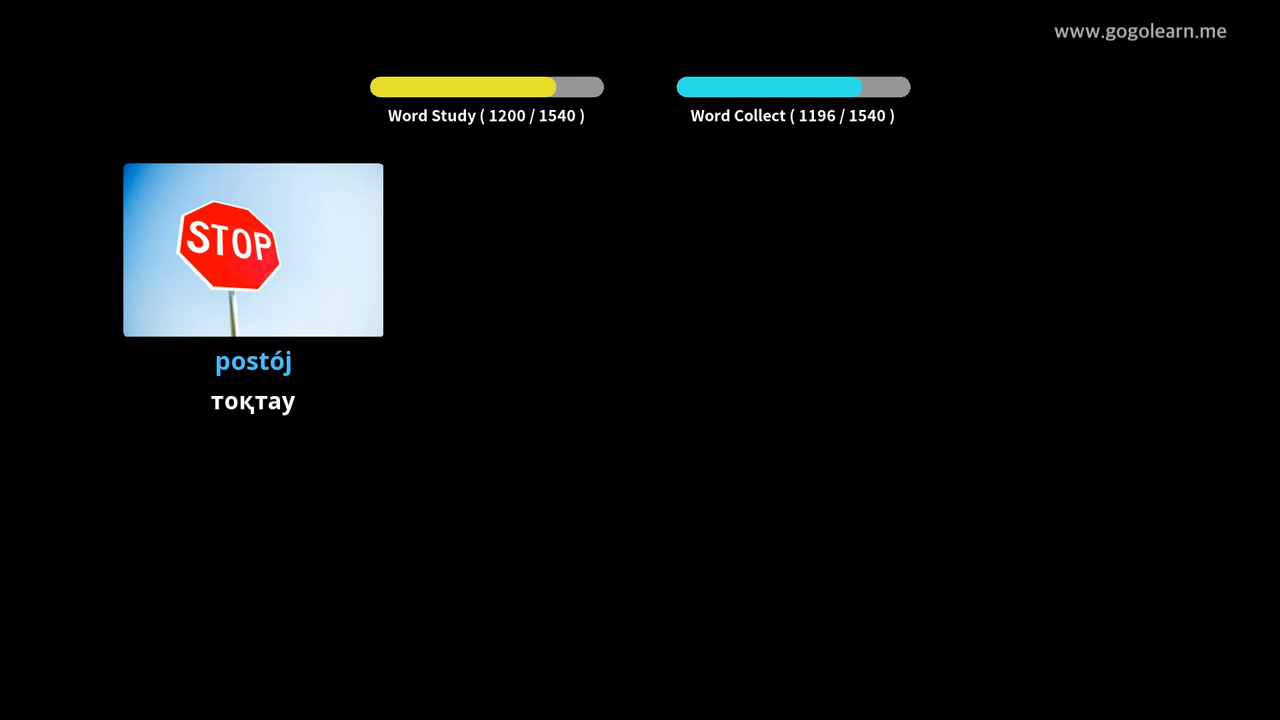 www.gogolearn.me
Word Study ( 1200 / 1540 )
Word Collect ( 1196 / 1540 )
STOP
postój
тоқтау